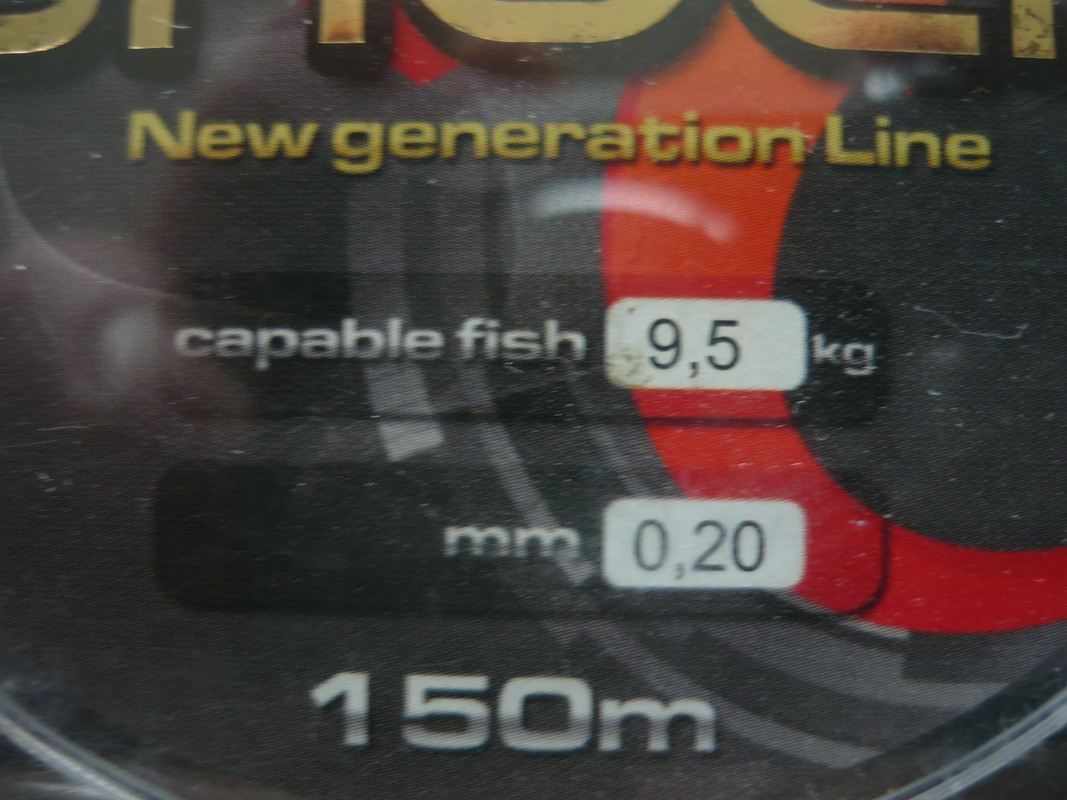 New generation Line
capable fish 9,5 kg
mm 0,20
150m